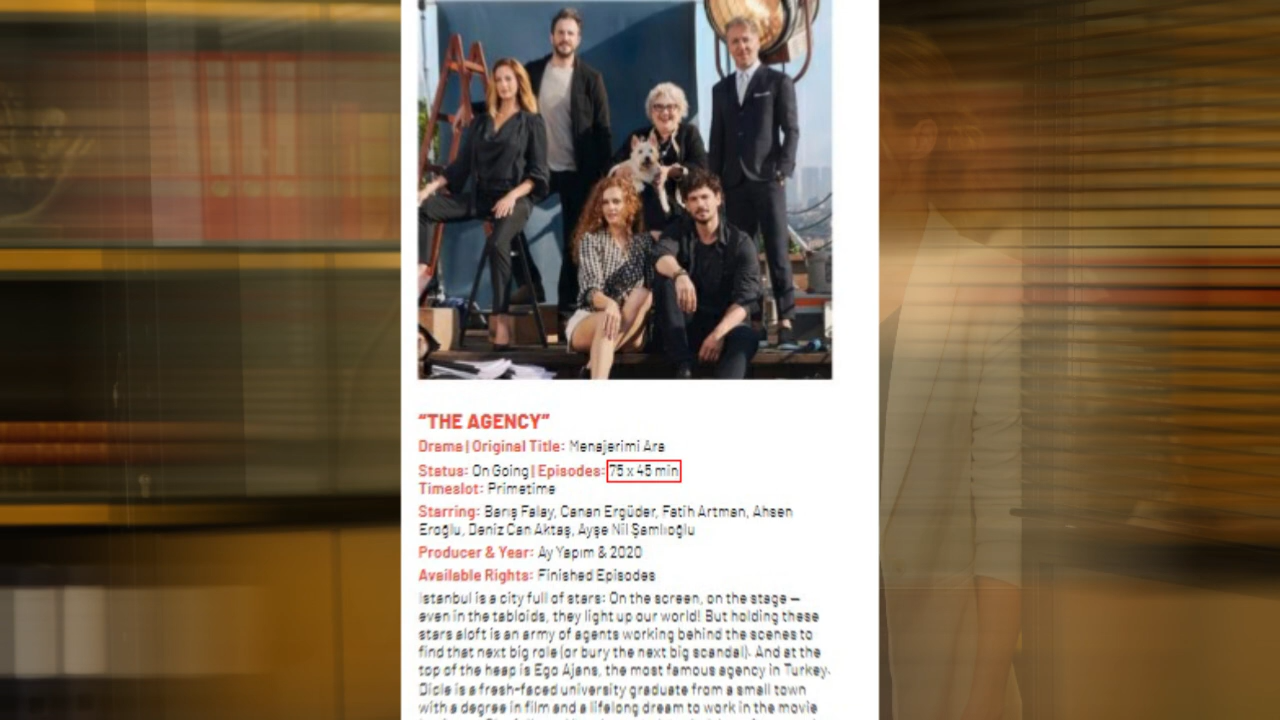 “THE AGENCY”
Drama | Original Title: Menajerimi Ara
Status: On Going | Episodes: 75 x 45 min
Timeslot: Primetime
Starring: Barış Falay, Canan Ergüder, Fatih Artman, Ahsen
Eroğlu, Deniz Can Aktaş, Ayşe Nil Şamlıoğlu
Producer & Year: Ay Yapım & 2020
Available Rights: Finished Episodes
Istanbul is a city full of stars: On the screen, on the stage –
even in the tabloids, they light up our world! But holding these
stars aloft is an army of agents working behind the scenes to
find that next big role (or bury the next big scandal). And at the
top of the heap is Ego Ajans, the most famous agency in Turkey.
Dicle is a fresh-faced university graduate from a small town
with a degree in film and a lifelong dream to work in the movie